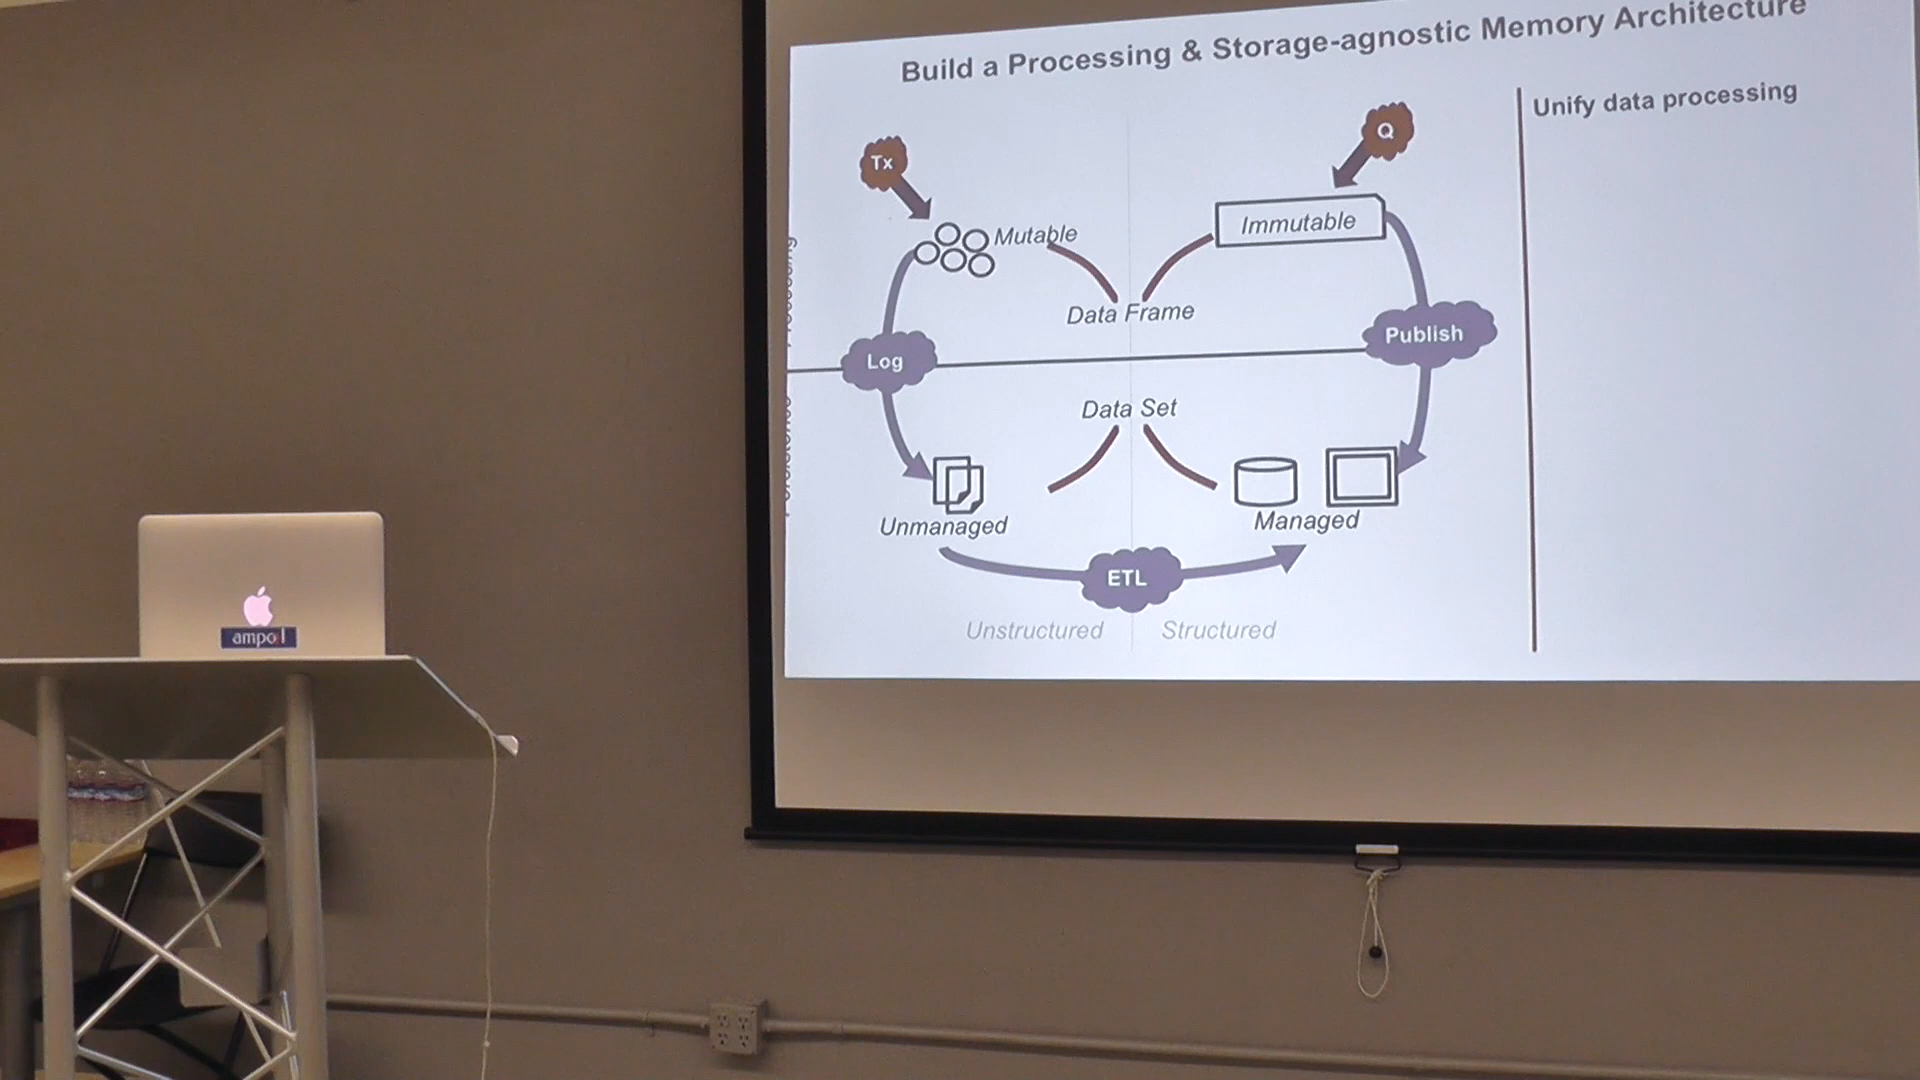 Build a Processing & Storage-agnostic Memory Architecture
Unify data processing
Tx
Q
Mutable
Immutable
Data Frame
Log
Publish
Data Set
Unmanaged
Managed
ETL
Unstructured
Structured